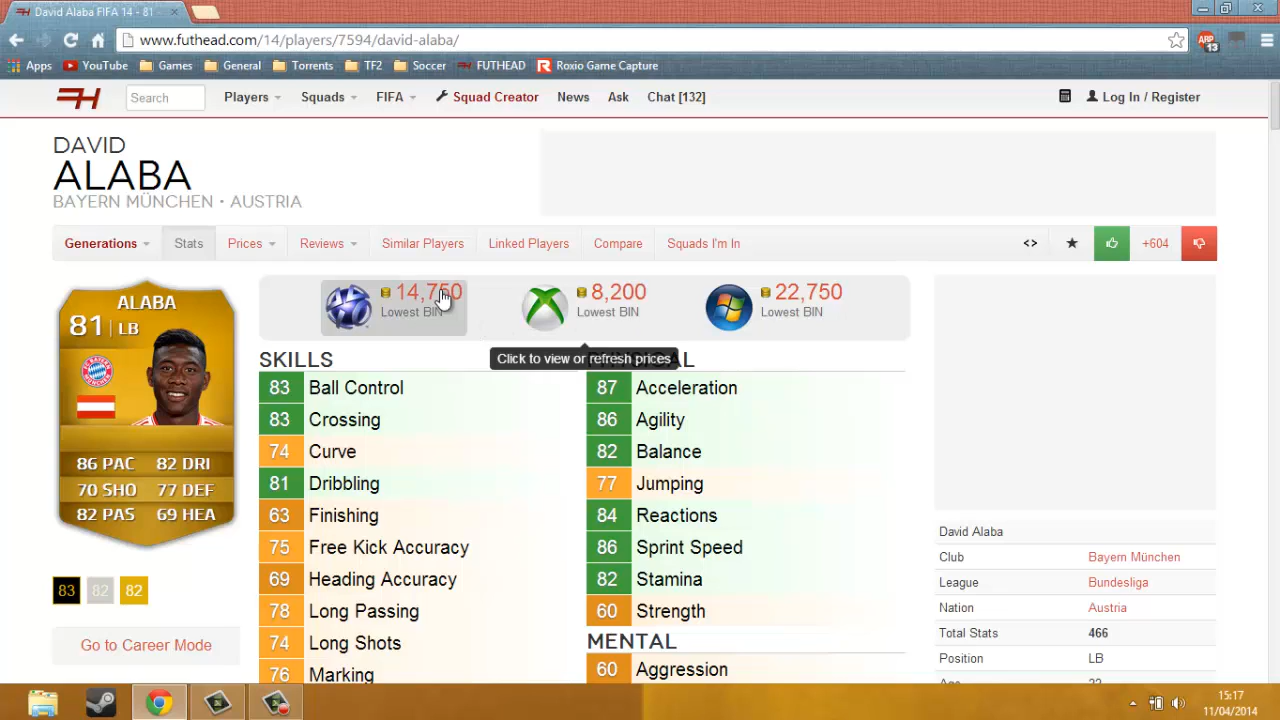 David Alaba FIFA 14 - 81
www.futhead.com/14/players/7594/david-alaba/
ABP
13
Apps YouTube Games General Torrents TF2 Soccer FUTHEAD Roxio Game Capture
Search Players Squads FIFA Squad Creator News Ask Chat [132] Log In / Register
DAVID
ALABA
BAYERN MÜNCHEN • AUSTRIA
Generations Stats Prices Reviews Similar Players Linked Players Compare Squads I'm In <> +604
ALABA
81 LB
86 PAC 82 DRI
70 SHO 77 DEF
82 PAS 69 HEA
83 82 82
Go to Career Mode
14,750 8,200 22,750
Lowest BIN Lowest BIN Lowest BIN
Click to view or refresh prices
SKILLS
83 Ball Control
83 Crossing
74 Curve
81 Dribbling
63 Finishing
75 Free Kick Accuracy
69 Heading Accuracy
78 Long Passing
74 Long Shots
76 Marking
87 Acceleration
86 Agility
82 Balance
77 Jumping
84 Reactions
86 Sprint Speed
82 Stamina
60 Strength
MENTAL
60 Aggression
David Alaba
Club Bayern München
League Bundesliga
Nation Austria
Total Stats 466
Position LB
15:17
11/04/2014